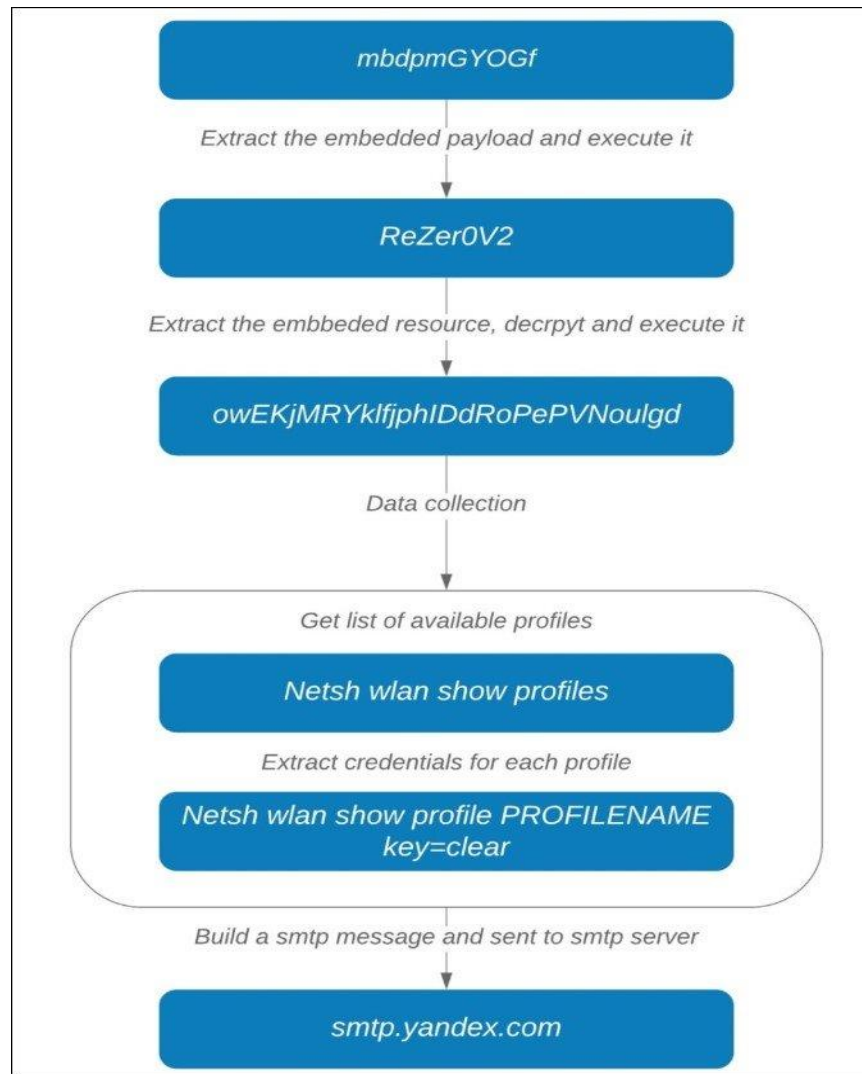 mbdpmGYOGf
Extract the embedded payload and execute it
ReZer0V2
Extract the embbeded resource, decrpyt and execute it
owEKjMRYklfjphIDdRoPePVNoulgd
Data collection
Get list of available profiles
Netsh wlan show profiles
Extract credentials for each profile
Netsh wlan show profile PROFILENAME
key=clear
Build a smtp message and sent to smtp server
smtp.yandex.com